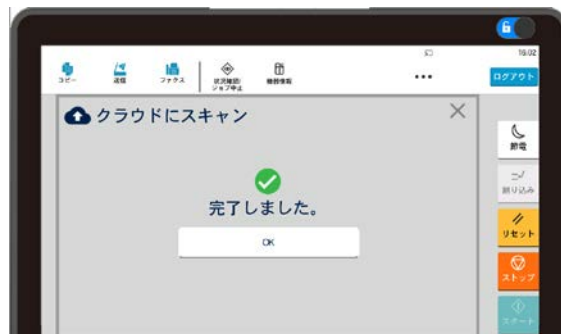 16:02
コピー
送信
ファクス
状況確認/
ジョブ中止
機器情報
...
ログアウト
クラウドにスキャン
節電
割り込み
完了しました。
リセット
OK
ストップ
スタート